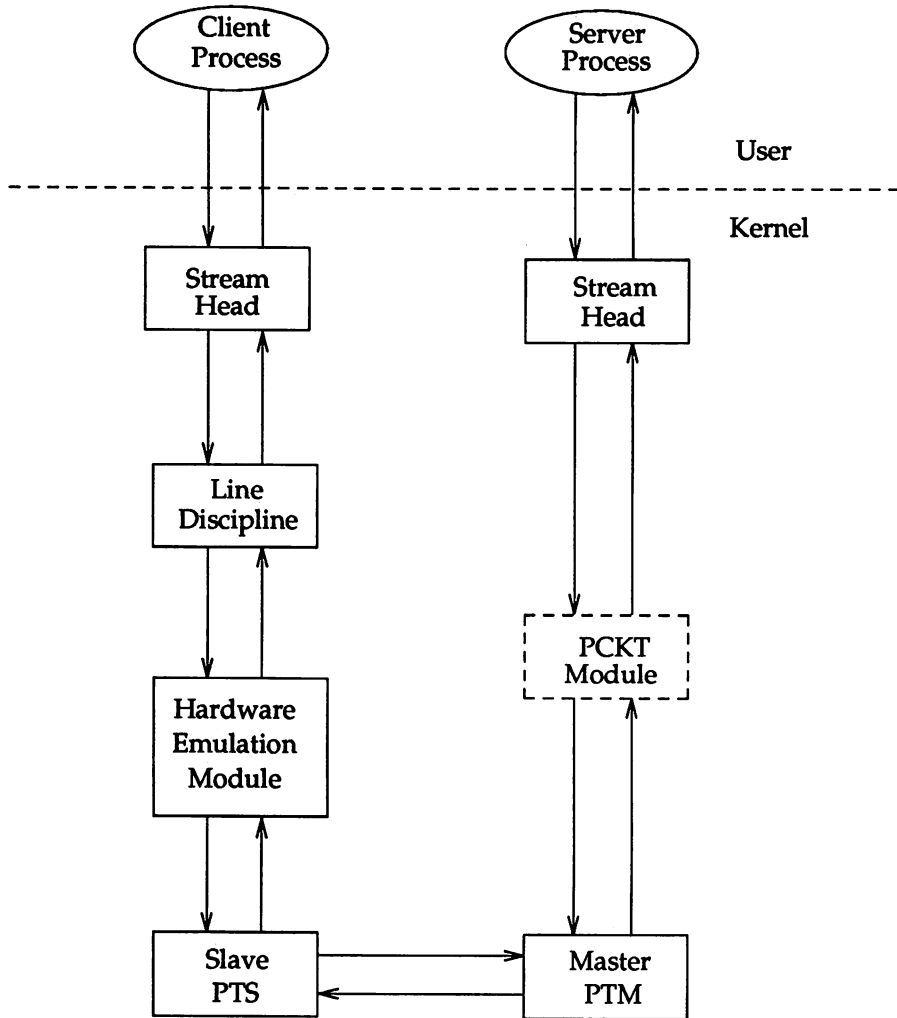 Client
Process
Server
Process
User
Kernel
Stream
Head
Stream
Head
Line
Discipline
PCKT
Module
Hardware
Emulation
Module
Slave
PTS
Master
PTM